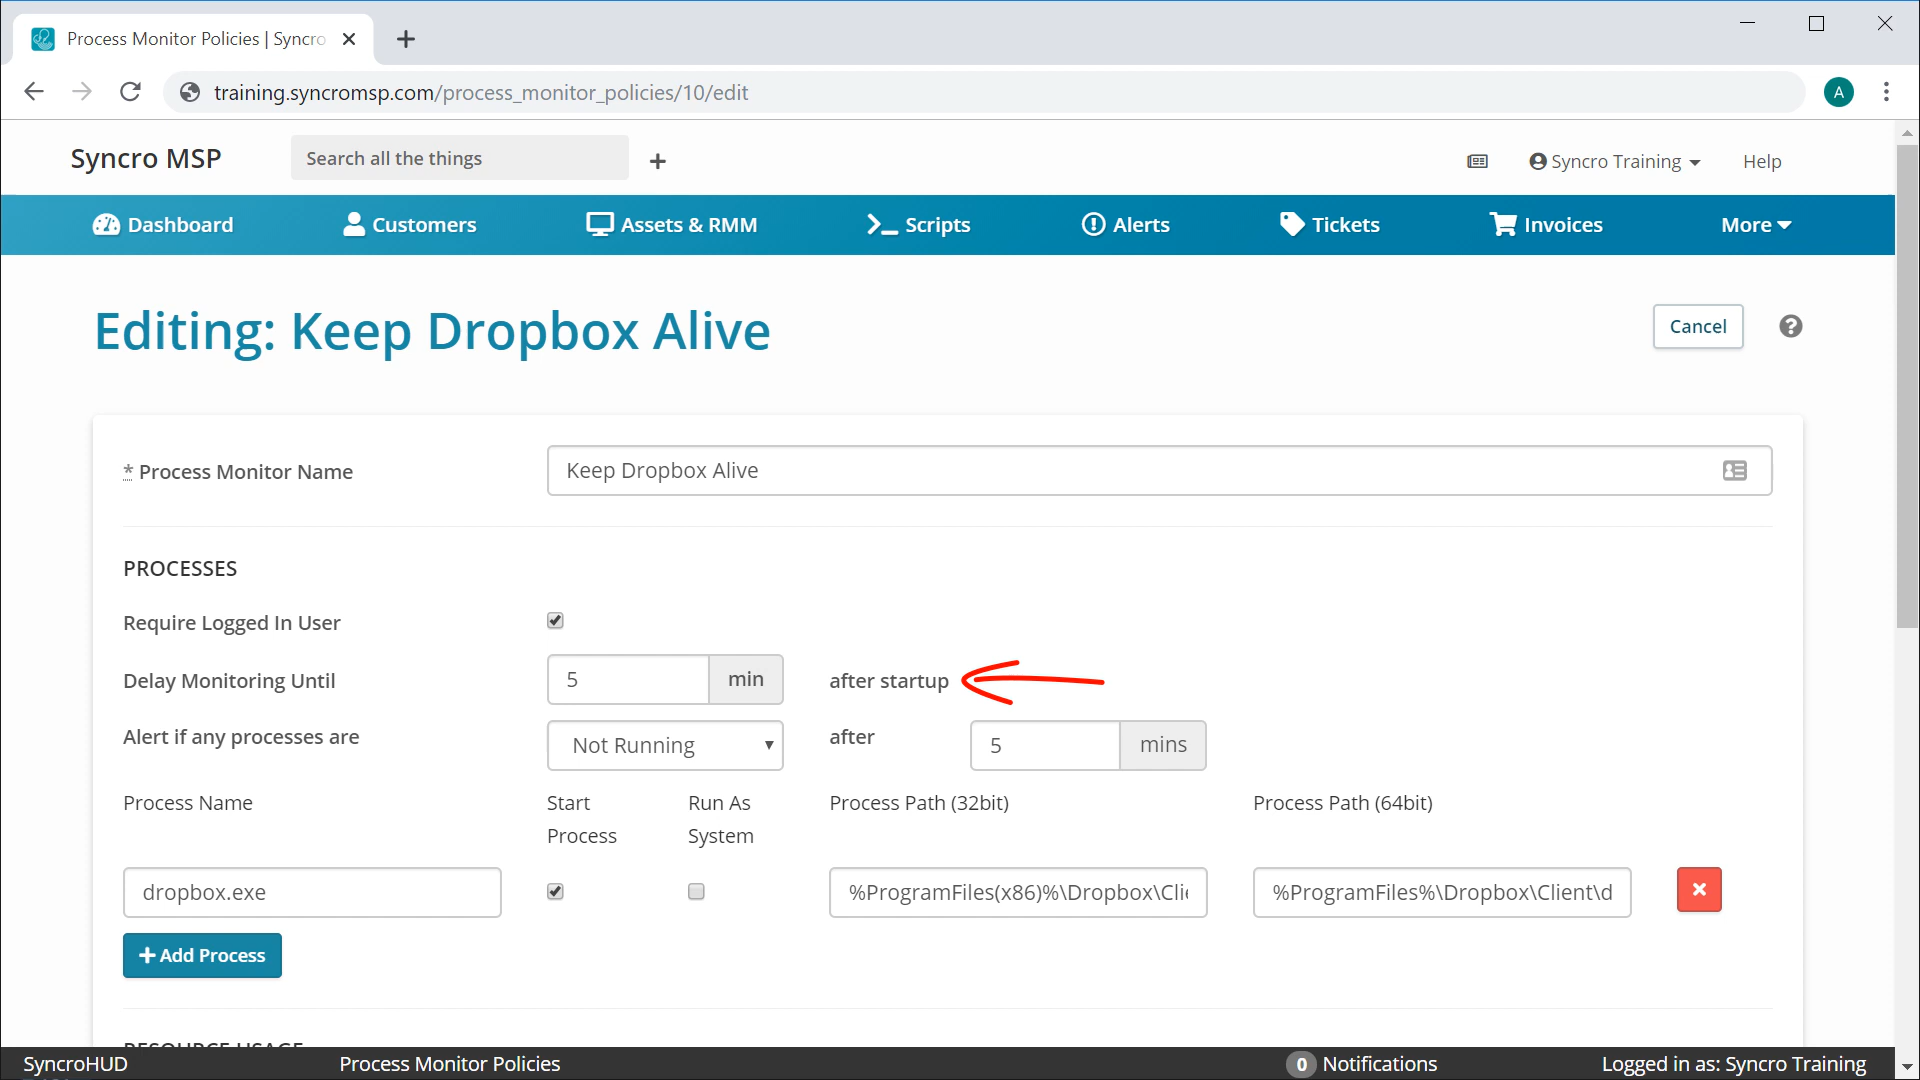 Process Monitor Policies | Syncro
training.syncromsp.com/process_monitor_policies/10/edit
A
Syncro MSP
Search all the things
Syncro Training
Help
Dashboard
Customers
Assets & RMM
Scripts
Alerts
Tickets
Invoices
More
Editing: Keep Dropbox Alive
Cancel
* Process Monitor Name
Keep Dropbox Alive
PROCESSES
Require Logged In User
Delay Monitoring Until
5
min
after startup
Alert if any processes are
Not Running
after
5
mins
Process Name
Start
Process
Run As
System
Process Path (32bit)
Process Path (64bit)
dropbox.exe
%ProgramFiles(x86)%\Dropbox\Clie
%ProgramFiles%\Dropbox\Client\d
Add Process
RESOURCE USAGE
SyncroHUD
Process Monitor Policies
0 Notifications
Logged in as: Syncro Training